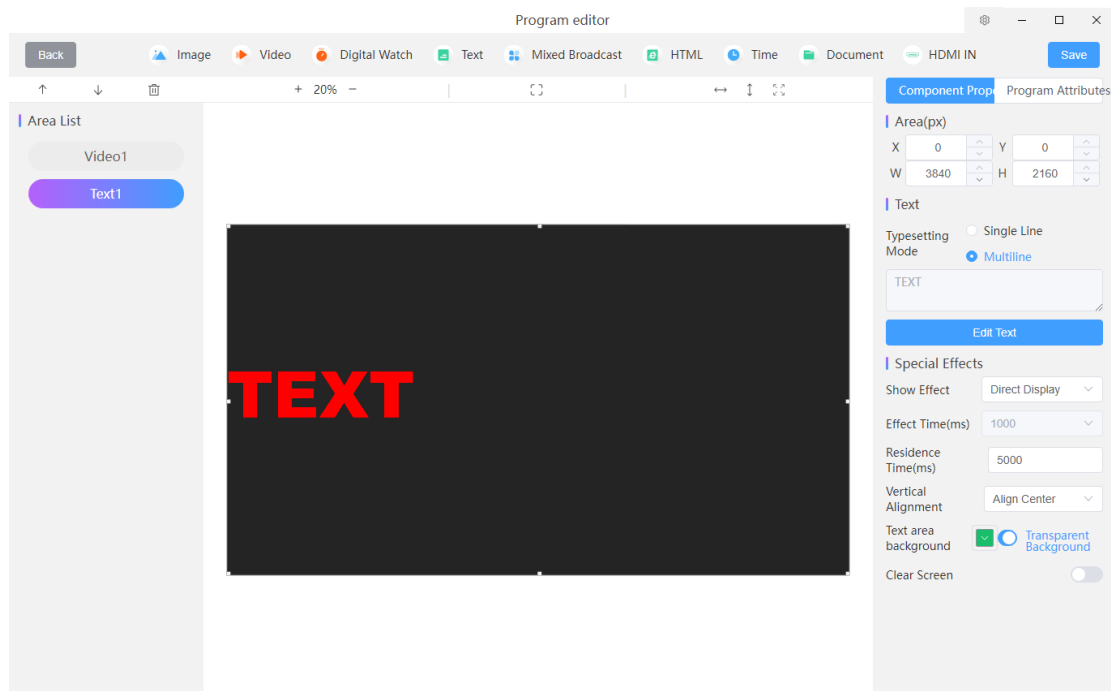 Program editor
Back
Image
Video
Digital Watch
Text
Mixed Broadcast
HTML
Time
Document
HDMI IN
Save
+ 20% −
Component Prope
Program Attributes
Area List
Video1
Text1
TEXT
Area(px)
X 0 Y 0
W 3840 H 2160
Text
Typesetting
Mode
Single Line
Multiline
TEXT
Edit Text
Special Effects
Show Effect Direct Display
Effect Time(ms) 1000
Residence
Time(ms)
5000
Vertical
Alignment
Align Center
Text area
background
Transparent
Background
Clear Screen